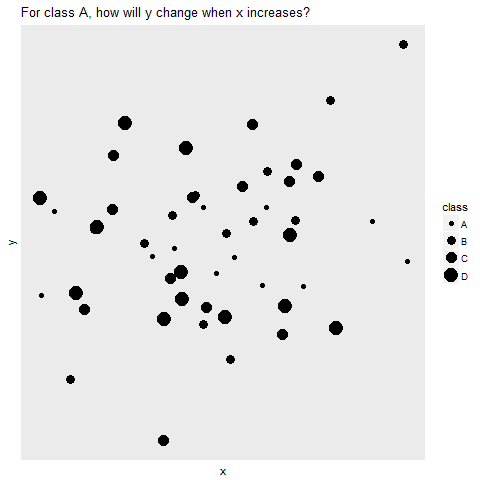 For class A, how will y change when x increases?
y
class
A
B
C
D
x